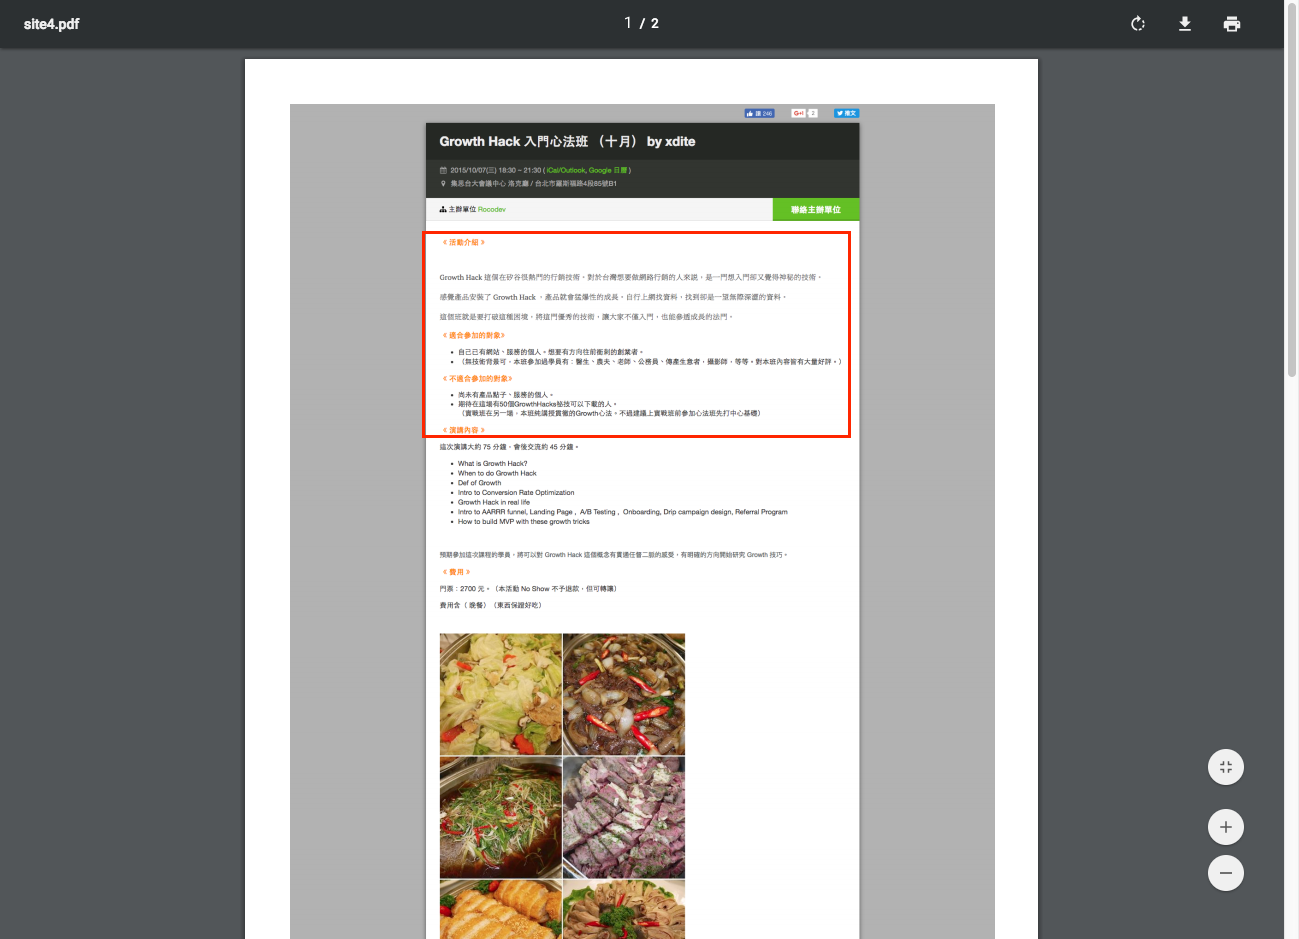 site4.pdf
1 / 2
讚 246
G+1 2
推文
Growth Hack 入門心法班 （十月） by xdite
2015/10/07(三) 18:30 ~ 21:30 ( iCal/Outlook, Google 日曆 )
集思台大會議中心 洛克廳 / 台北市羅斯福路4段85號B1
主辦單位 Rocodev
聯絡主辦單位
《 活動介紹 》
Growth Hack 這個在矽谷很熱門的行銷技術。對於台灣想要做網路行銷的人來說，是一門想入門卻又覺得神秘的技術。
感覺產品安裝了 Growth Hack ，產品就會猛爆性的成長，自行上網找資料，找到卻是一望無際深澀的資料。
這個班就是要打破這種困境。將這門優秀的技術，讓大家不僅入門，也能參透成長的法門。
《 適合參加的對象》
• 自己已有網站、服務的個人。想要有方向往前衝刺的創業者。
• （無技術背景可，本班參加過學員有：醫生、農夫、老師、公務員、傳產生意者，攝影師，等等。對本班內容皆有大量好評。）
《 不適合參加的對象》
• 尚未有產品點子、服務的個人。
• 期待在這場有50個GrowthHacks秘技可以下載的人。
（實戰班在另一場，本班純講授實戰的Growth心法。不過建議上實戰班前參加心法班先打中心基礎）
《 演講內容 》
這次演講大約 75 分鐘，會後交流約 45 分鐘。
• What is Growth Hack?
• When to do Growth Hack
• Def of Growth
• Intro to Conversion Rate Optimization
• Growth Hack in real life
• Intro to AARRR funnel, Landing Page , A/B Testing , Onboarding, Drip campaign design, Referral Program
• How to build MVP with these growth tricks
預期參加這次課程的學員，將可以對 Growth Hack 這個概念有貫通任督二脈的感受，有明確的方向開始研究 Growth 技巧。
《 費用 》
門票：2700 元。（本活動 No Show 不予退款，但可轉讓）
費用含（ 晚餐）（東西保證好吃）